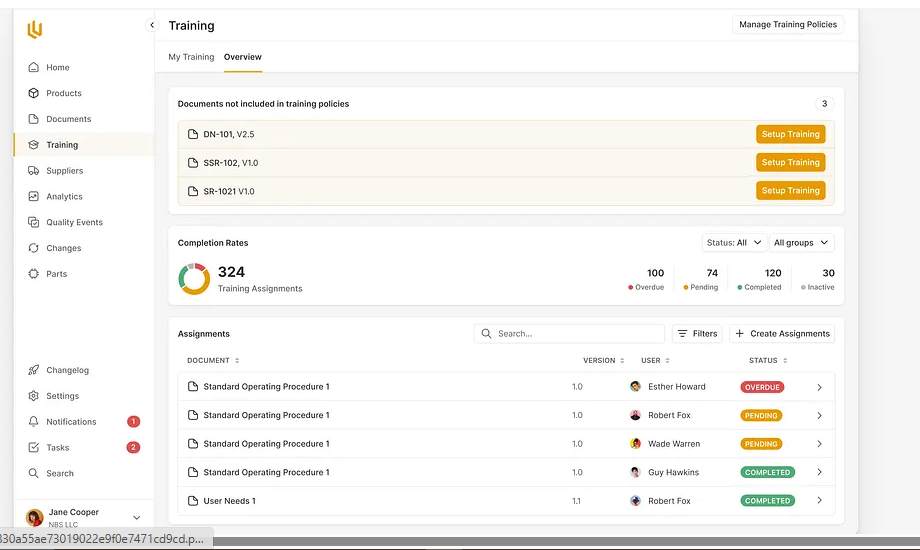 Training
Manage Training Policies
My Training Overview
Home
Products
Documents
Training
Suppliers
Analytics
Quality Events
Changes
Parts
Changelog
Settings
Notifications 1
Tasks 2
Search
Jane Cooper
NBS LLC
Documents not included in training policies 3
DN-101, V2.5 Setup Training
SSR-102, V1.0 Setup Training
SR-1021 V1.0 Setup Training
Completion Rates Status: All All groups
324
Training Assignments
100 74 120 30
Overdue Pending Completed Inactive
Assignments Search... Filters Create Assignments
DOCUMENT VERSION USER STATUS
Standard Operating Procedure 1 1.0 Esther Howard OVERDUE
Standard Operating Procedure 1 1.0 Robert Fox PENDING
Standard Operating Procedure 1 1.0 Wade Warren PENDING
Standard Operating Procedure 1 1.0 Guy Hawkins COMPLETED
User Needs 1 1.1 Robert Fox COMPLETED
330a55ae73019022e9f0e7471cd9cd.p...